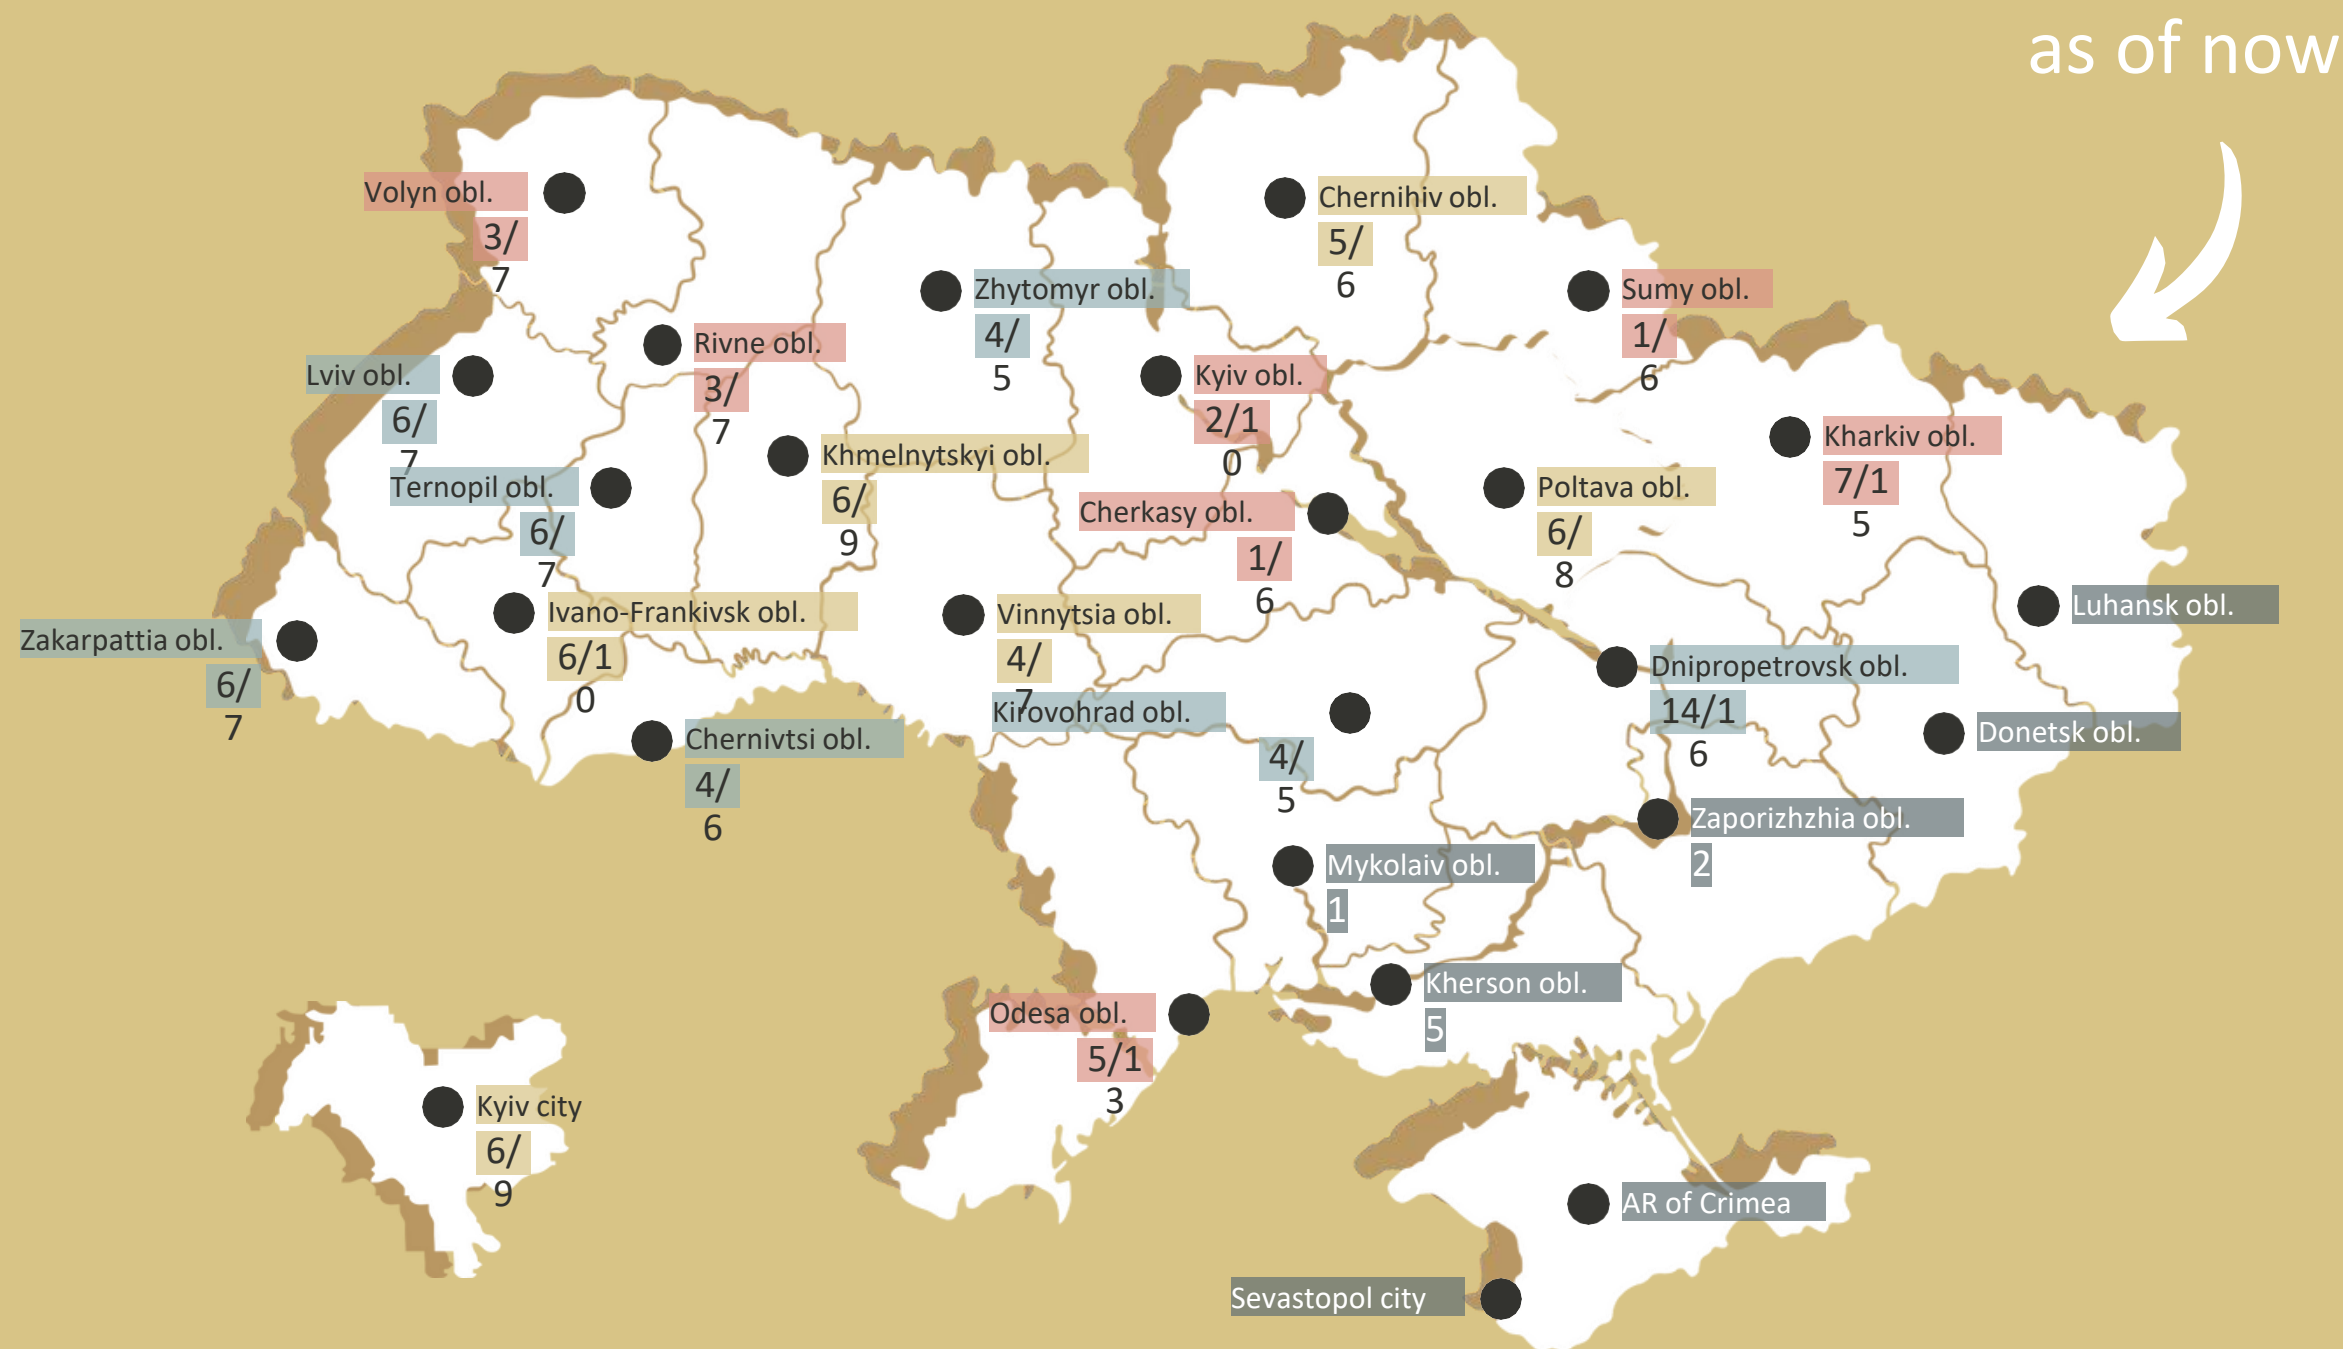 as of now
Volyn obl.
3/
7
Chernihiv obl.
5/
6
Zhytomyr obl.
4/
5
Sumy obl.
1/
6
Rivne obl.
3/
7
Lviv obl.
6/
7
Kyiv obl.
2/1
0
Kharkiv obl.
7/1
5
Khmelnytskyi obl.
6/
9
Ternopil obl.
6/
7
Poltava obl.
6/
8
Cherkasy obl.
1/
6
Luhansk obl.
Ivano-Frankivsk obl.
6/1
0
Vinnytsia obl.
4/
7
Zakarpattia obl.
6/
7
Dnipropetrovsk obl.
14/1
6
Kirovohrad obl.
4/
5
Donetsk obl.
Chernivtsi obl.
4/
6
Zaporizhzhia obl.
2
Mykolaiv obl.
1
Kherson obl.
5
Odesa obl.
5/1
3
Kyiv city
6/
9
AR of Crimea
Sevastopol city